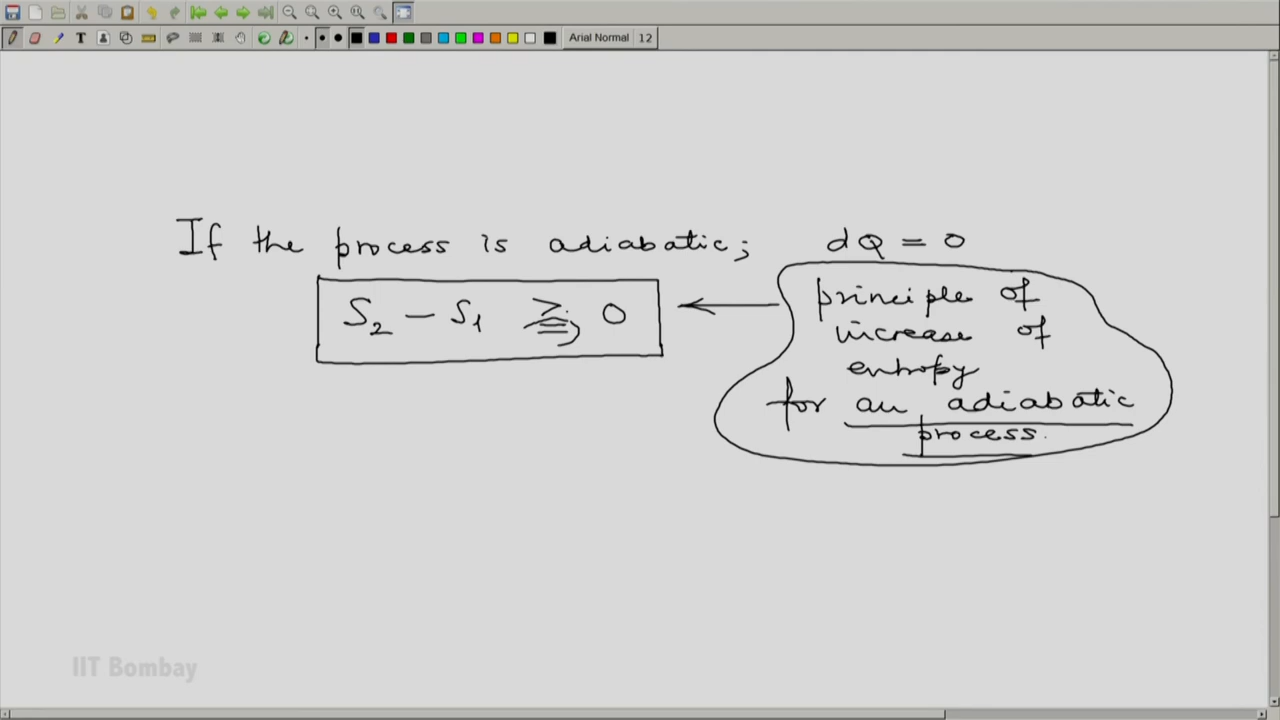 Arial Normal 12
If the process is adiabatic; dQ = 0
S₂ - S₁ ≥ 0
principle of
increase of
entropy
for an adiabatic
process.
IIT Bombay